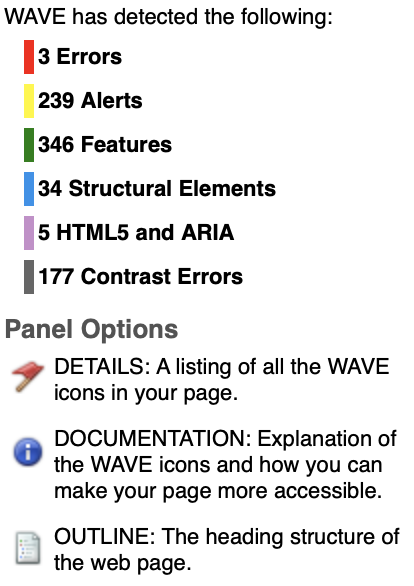 WAVE has detected the following:
3 Errors
239 Alerts
346 Features
34 Structural Elements
5 HTML5 and ARIA
177 Contrast Errors
Panel Options
DETAILS: A listing of all the WAVE
icons in your page.
DOCUMENTATION: Explanation of
the WAVE icons and how you can
make your page more accessible.
OUTLINE: The heading structure of
the web page.